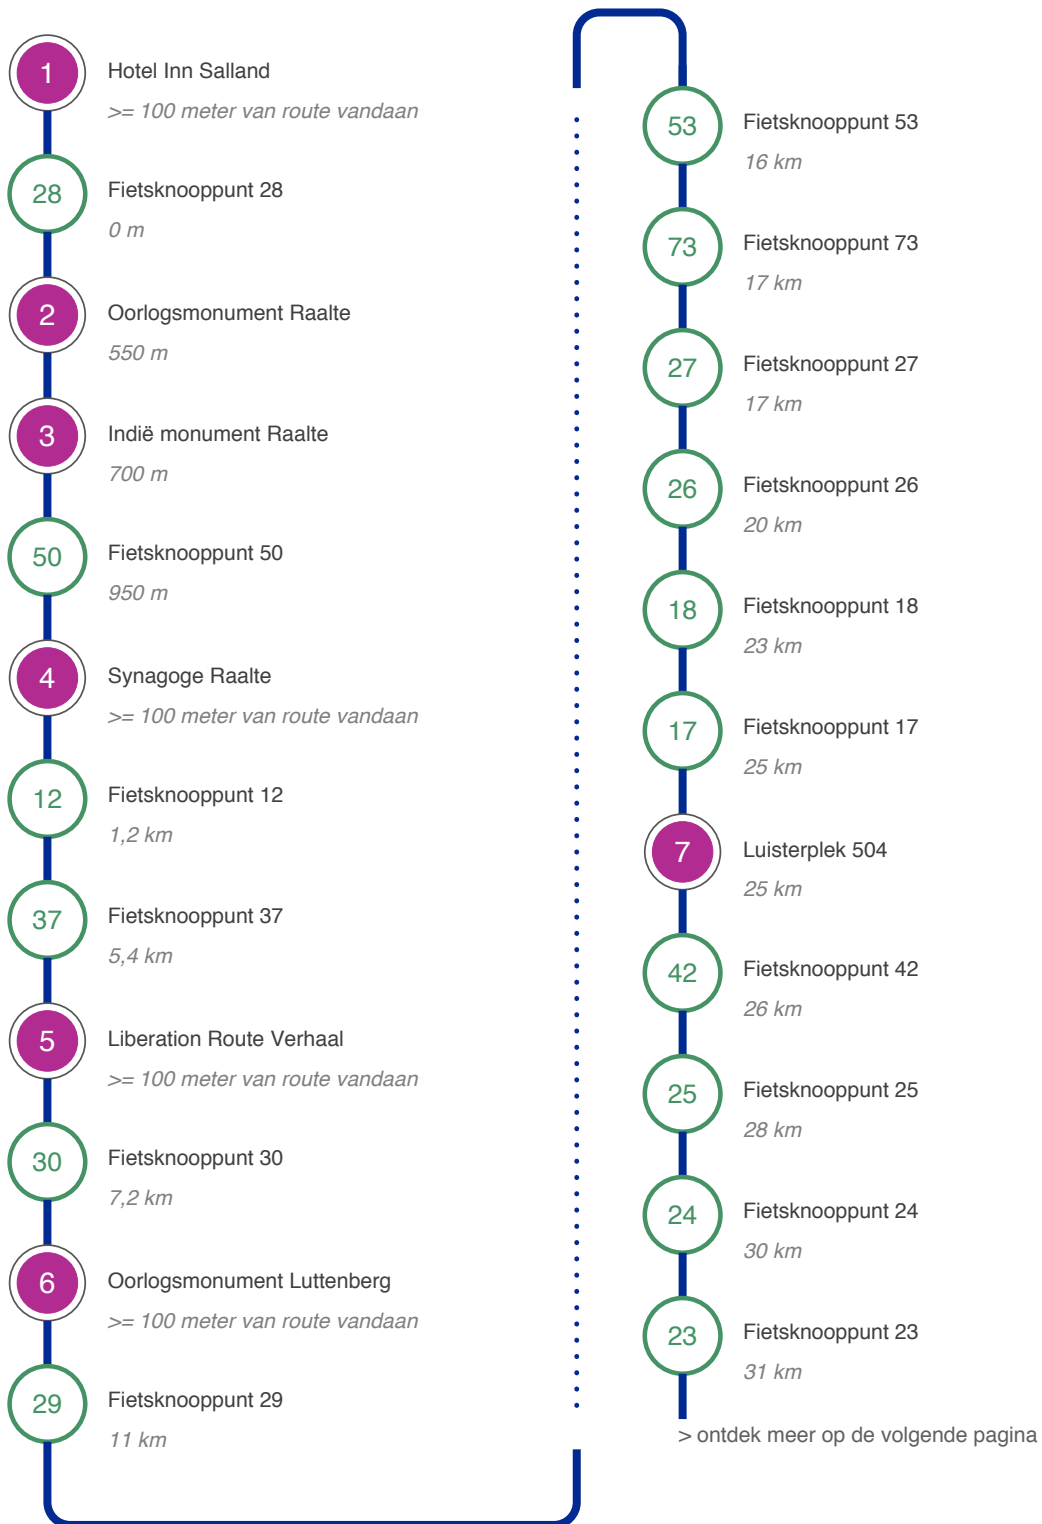 1
Hotel Inn Salland
>= 100 meter van route vandaan
28
Fietsknooppunt 28
0 m
2
Oorlogsmonument Raalte
550 m
3
Indië monument Raalte
700 m
50
Fietsknooppunt 50
950 m
4
Synagoge Raalte
>= 100 meter van route vandaan
12
Fietsknooppunt 12
1,2 km
37
Fietsknooppunt 37
5,4 km
5
Liberation Route Verhaal
>= 100 meter van route vandaan
30
Fietsknooppunt 30
7,2 km
6
Oorlogsmonument Luttenberg
>= 100 meter van route vandaan
29
Fietsknooppunt 29
11 km
53
Fietsknooppunt 53
16 km
73
Fietsknooppunt 73
17 km
27
Fietsknooppunt 27
17 km
26
Fietsknooppunt 26
20 km
18
Fietsknooppunt 18
23 km
17
Fietsknooppunt 17
25 km
7
Luisterplek 504
25 km
42
Fietsknooppunt 42
26 km
25
Fietsknooppunt 25
28 km
24
Fietsknooppunt 24
30 km
23
Fietsknooppunt 23
31 km
> ontdek meer op de volgende pagina